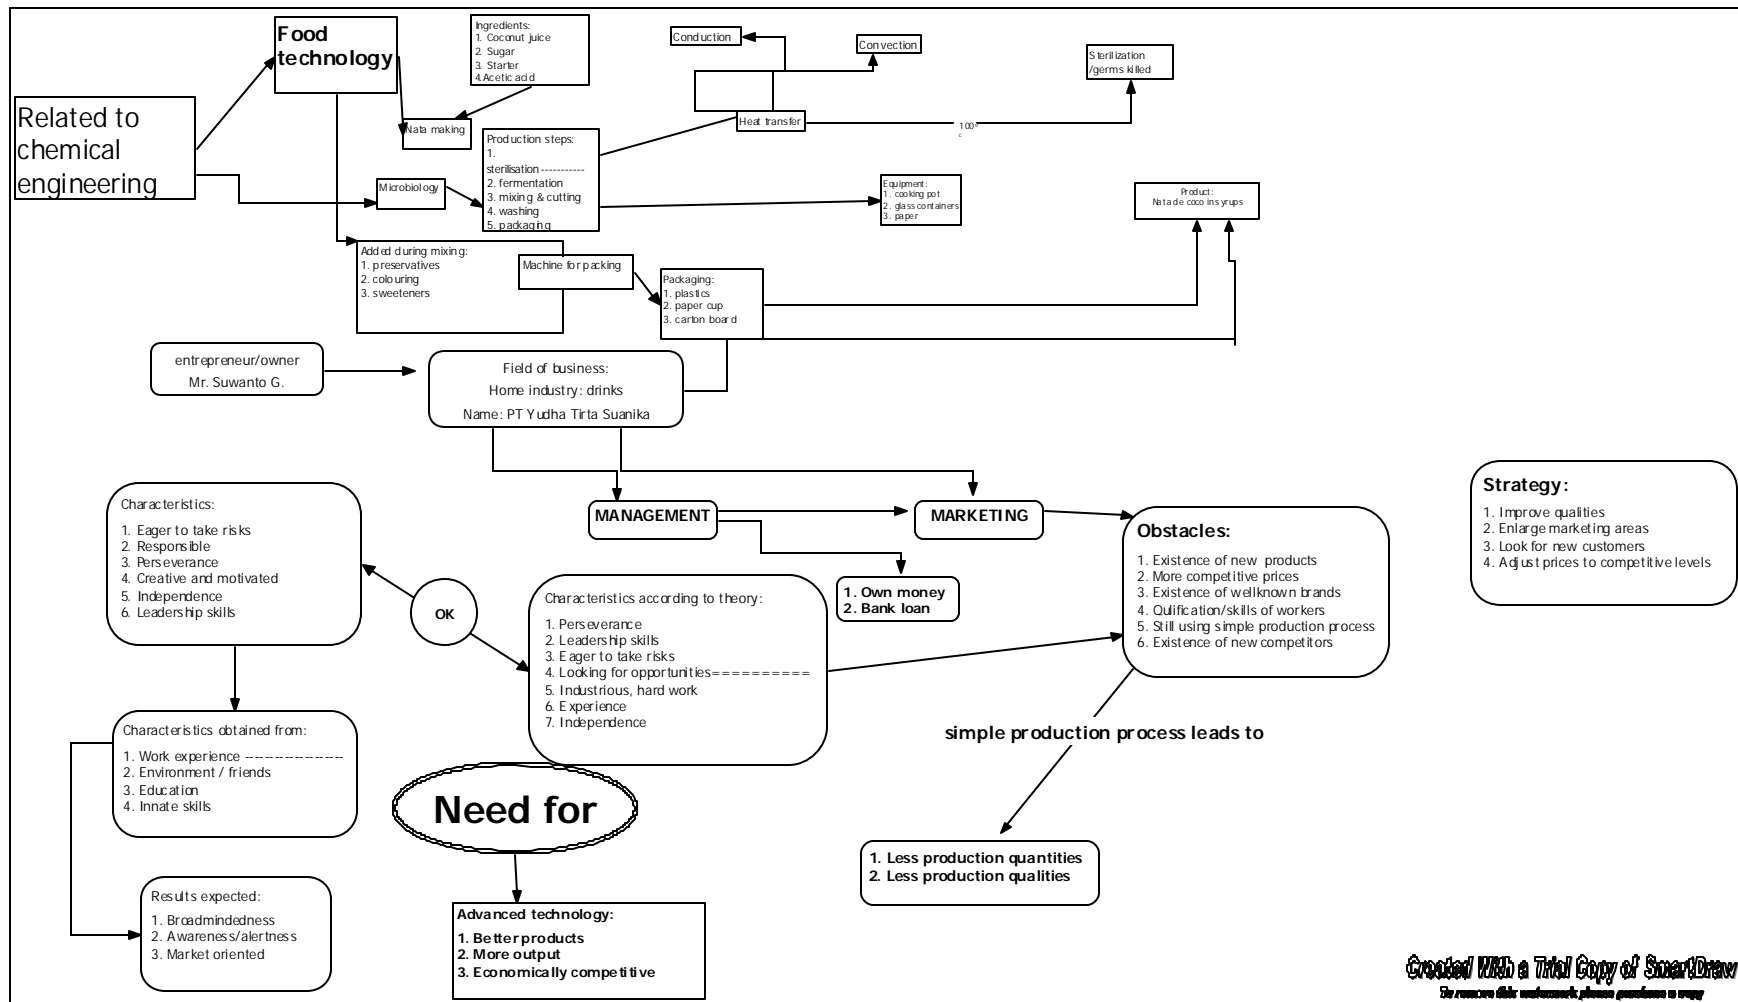 Related to
chemical
engineering
Food
technology
Ingredients:
1. Coconut juice
2. Sugar
3. Starter
4.Acetic acid
Nata making
Microbiology
Production steps:
1.
sterilisation -----------
2. fermentation
3. mixing & cutting
4. washing
5. packaging
Conduction
Convection
Heat transfer
100º
c
Sterilization
/germs killed
Equipment:
1. cooking pot
2. glass containers
3. paper
Product:
Nata de coco in syrups
Added during mixing:
1. preservatives
2. colouring
3. sweeteners
Machine for packing
Packaging:
1. plastics
2. paper cup
3. carton board
entrepreneur/owner
Mr. Suwanto G.
Field of business:
Home industry: drinks
Name: PT Yudha Tirta Suanika
MANAGEMENT
MARKETING
1. Own money
2. Bank loan
Obstacles:
1. Existence of new products
2. More competitive prices
3. Existence of wellknown brands
4. Qulification/skills of workers
5. Still using simple production process
6. Existence of new competitors
Strategy:
1. Improve qualities
2. Enlarge marketing areas
3. Look for new customers
4. Adjust prices to competitive levels
Characteristics:
1. Eager to take risks
2. Responsible
3. Perseverance
4. Creative and motivated
5. Independence
6. Leadership skills
OK
Characteristics according to theory:
1. Perseverance
2. Leadership skills
3. Eager to take risks
4. Looking for opportunities==========
5. Industrious, hard work
6. Experience
7. Independence
simple production process leads to
1. Less production quantities
2. Less production qualities
Characteristics obtained from:
1. Work experience --------------------
2. Environment / friends
3. Education
4. Innate skills
Results expected:
1. Broadmindedness
2. Awareness/alertness
3. Market oriented
Need for
Advanced technology:
1. Better products
2. More output
3. Economically competitive
Created With a Trial Copy of SmartDraw
To remove this watermark, please purchase a copy